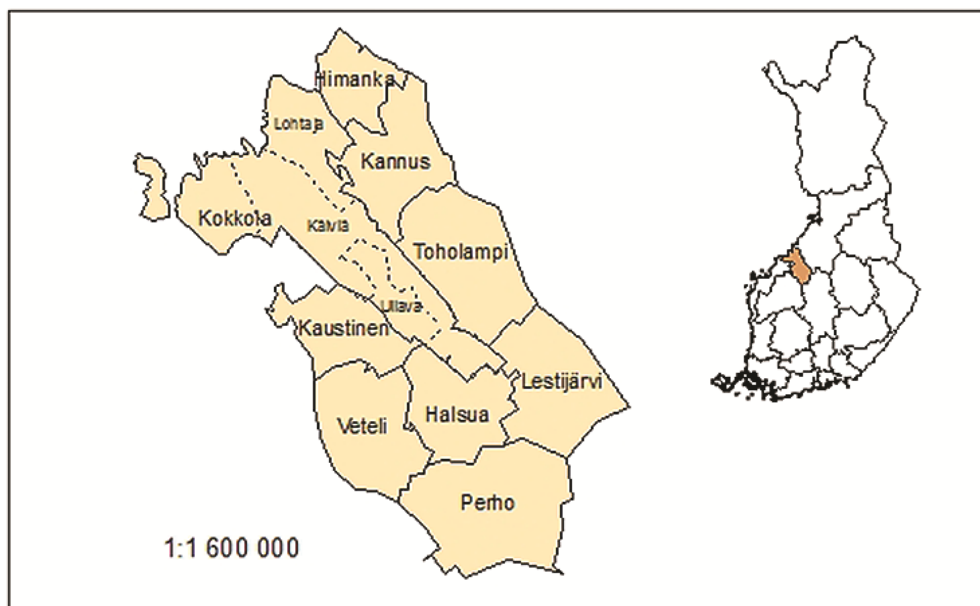 Himanka
Lohtaja
Kannus
Kokkola
Kälviä
Toholampi
Ullava
Kaustinen
Lestijärvi
Halsua
Veteli
Perho
1:1 600 000